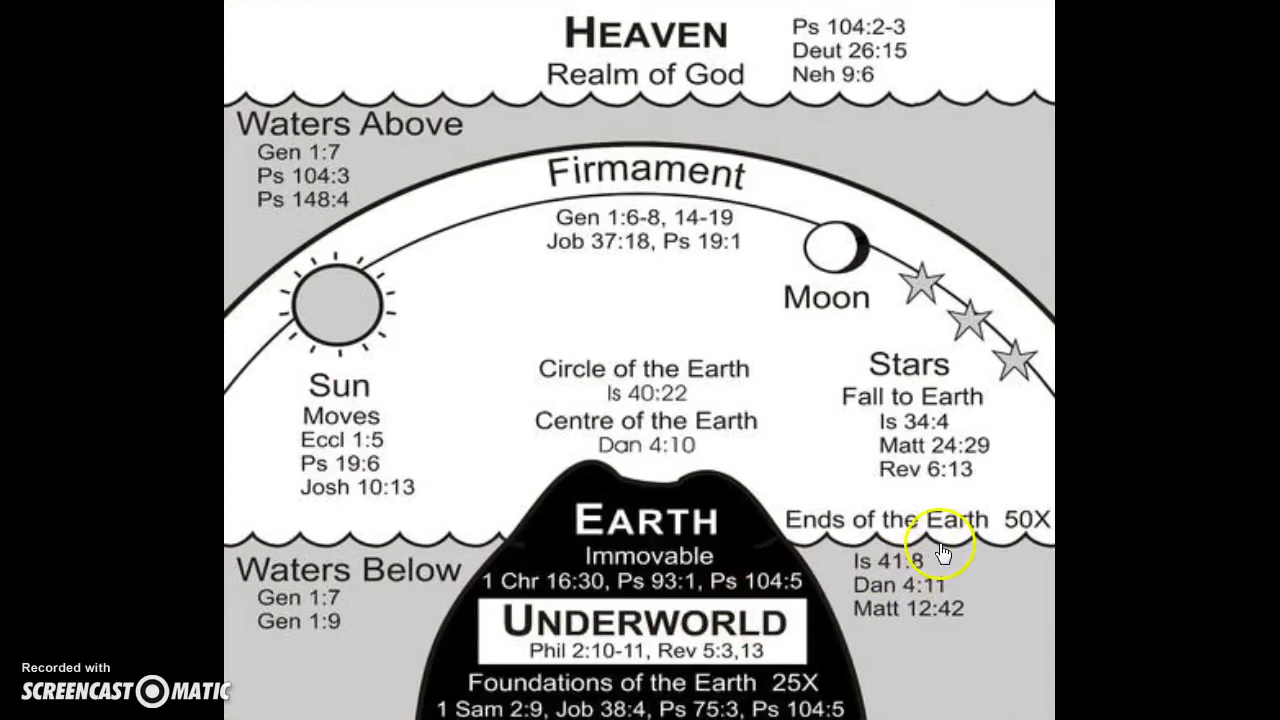 HEAVEN
Realm of God
Ps 104:2-3
Deut 26:15
Neh 9:6
Waters Above
Gen 1:7
Ps 104:3
Ps 148:4
Firmament
Gen 1:6-8, 14-19
Job 37:18, Ps 19:1
Moon
Sun
Moves
Eccl 1:5
Ps 19:6
Josh 10:13
Circle of the Earth
Is 40:22
Centre of the Earth
Dan 4:10
Stars
Fall to Earth
Is 34:4
Matt 24:29
Rev 6:13
Ends of the Earth 50X
Is 41:8
Dan 4:11
Matt 12:42
Waters Below
Gen 1:7
Gen 1:9
EARTH
Immovable
1 Chr 16:30, Ps 93:1, Ps 104:5
UNDERWORLD
Phil 2:10-11, Rev 5:3,13
Foundations of the Earth 25X
1 Sam 2:9, Job 38:4, Ps 75:3, Ps 104:5
Recorded with
SCREENCAST-O-MATIC